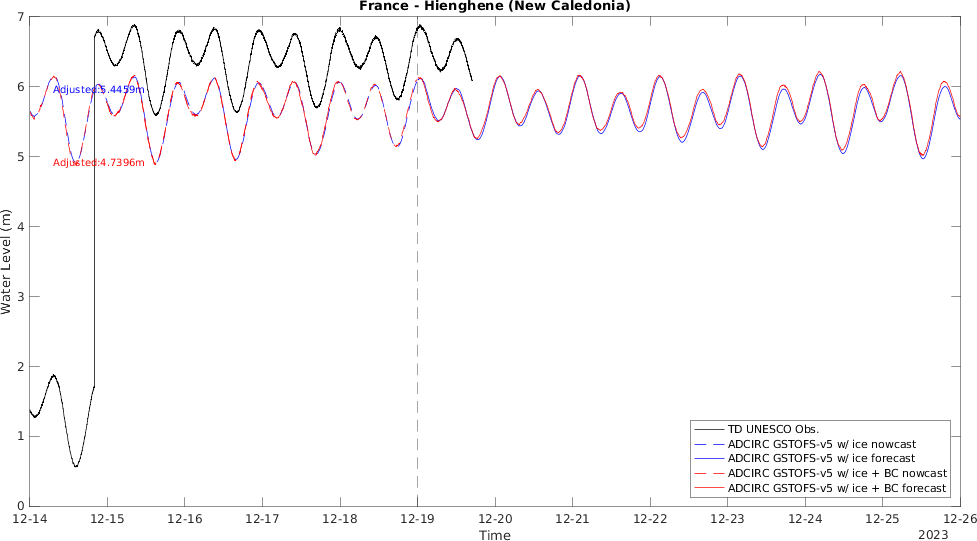 France - Hienghene (New Caledonia)
7
6
5
4
3
2
1
0
Water Level (m)
Adjusted:5.4459m
Adjusted:4.7396m
TD UNESCO Obs.
ADCIRC GSTOFS-v5 w/ ice nowcast
ADCIRC GSTOFS-v5 w/ ice forecast
ADCIRC GSTOFS-v5 w/ ice + BC nowcast
ADCIRC GSTOFS-v5 w/ ice + BC forecast
12-14 12-15 12-16 12-17 12-18 12-19 12-20 12-21 12-22 12-23 12-24 12-25 12-26
Time
2023